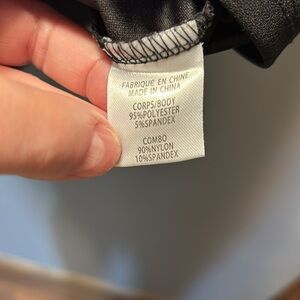 FABRIQUE EN CHINE
MADE IN CHINA
CORPS/BODY
95%POLYESTER
5%SPANDEX
COMBO
90%NYLON
10%SPANDEX